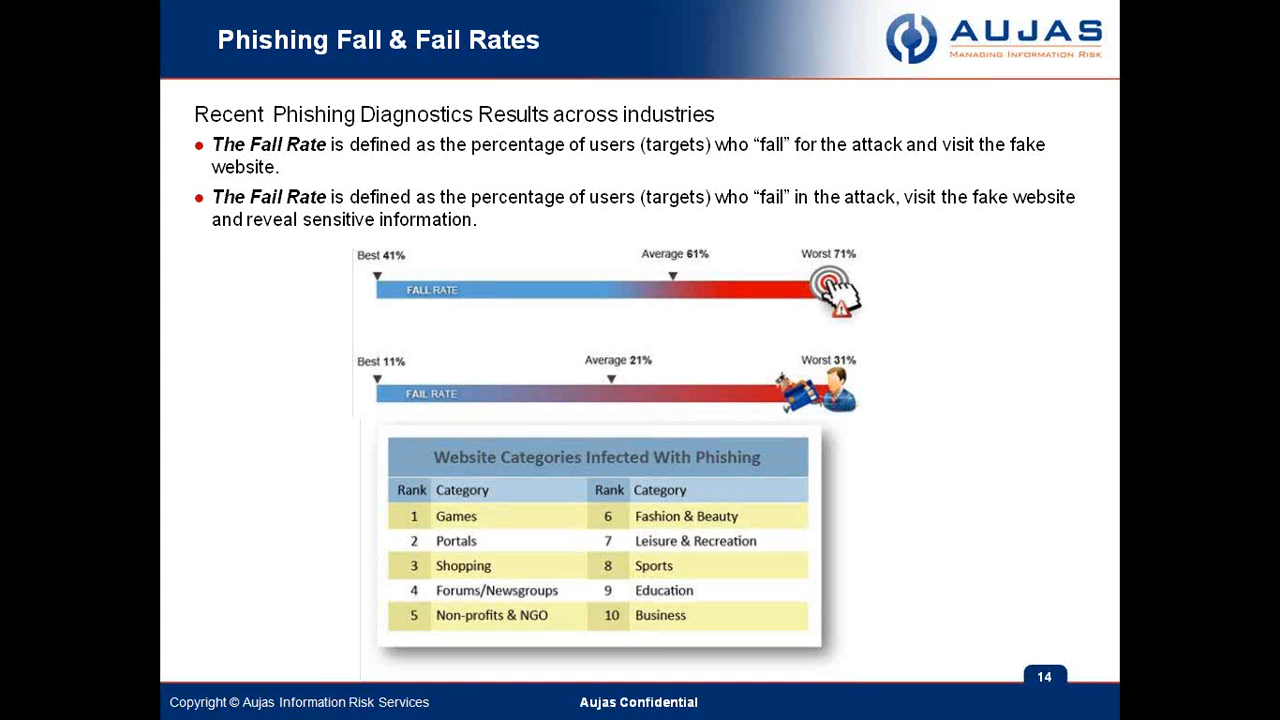 Phishing Fall & Fail Rates
AUJAS
MANAGING INFORMATION RISK
Recent Phishing Diagnostics Results across industries
The Fall Rate is defined as the percentage of users (targets) who “fall” for the attack and visit the fake
website.
The Fail Rate is defined as the percentage of users (targets) who “fail” in the attack, visit the fake website
and reveal sensitive information.
Best 41% Average 61% Worst 71%
FALL RATE
Best 11% Average 21% Worst 31%
FAIL RATE
Website Categories Infected With Phishing
Rank Category Rank Category
1 Games 6 Fashion & Beauty
2 Portals 7 Leisure & Recreation
3 Shopping 8 Sports
4 Forums/Newsgroups 9 Education
5 Non-profits & NGO 10 Business
14
Copyright © Aujas Information Risk Services Aujas Confidential